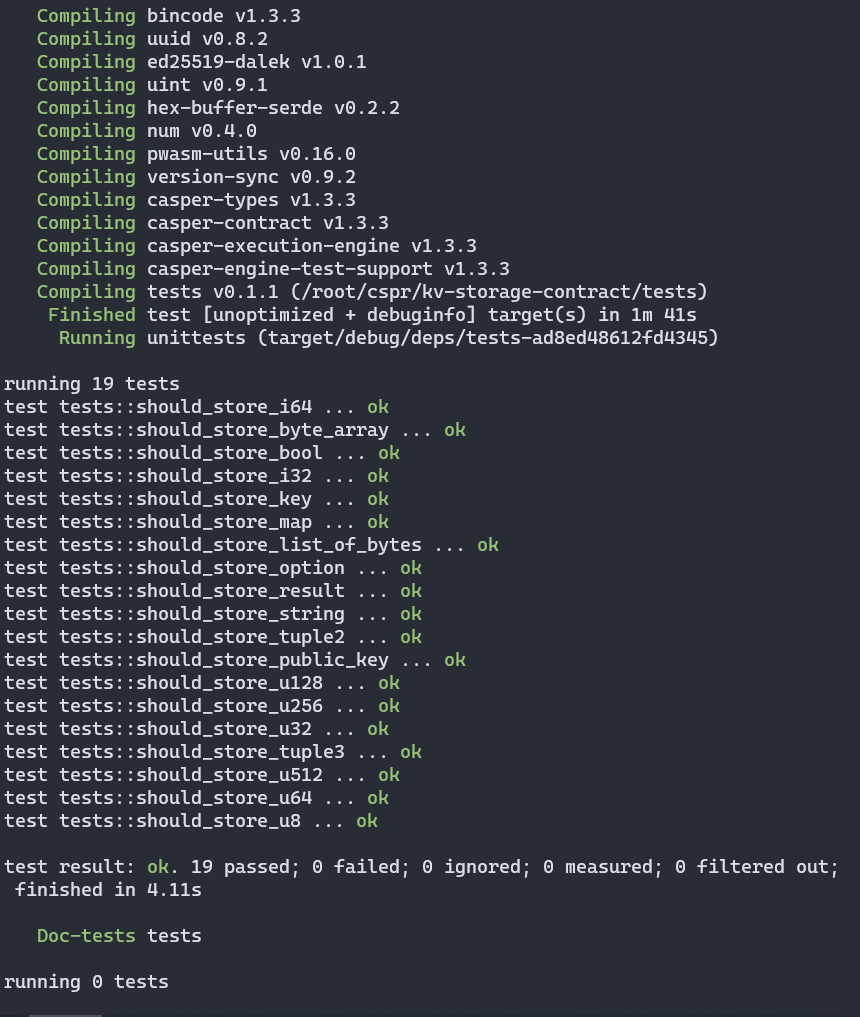 Compiling bincode v1.3.3
Compiling uuid v0.8.2
Compiling ed25519-dalek v1.0.1
Compiling uint v0.9.1
Compiling hex-buffer-serde v0.2.2
Compiling num v0.4.0
Compiling pwasm-utils v0.16.0
Compiling version-sync v0.9.2
Compiling casper-types v1.3.3
Compiling casper-contract v1.3.3
Compiling casper-execution-engine v1.3.3
Compiling casper-engine-test-support v1.3.3
Compiling tests v0.1.1 (/root/cspr/kv-storage-contract/tests)
Finished test [unoptimized + debuginfo] target(s) in 1m 41s
Running unittests (target/debug/deps/tests-ad8ed48612fd4345)
running 19 tests
test tests::should_store_i64 ... ok
test tests::should_store_byte_array ... ok
test tests::should_store_bool ... ok
test tests::should_store_i32 ... ok
test tests::should_store_key ... ok
test tests::should_store_map ... ok
test tests::should_store_list_of_bytes ... ok
test tests::should_store_option ... ok
test tests::should_store_result ... ok
test tests::should_store_string ... ok
test tests::should_store_tuple2 ... ok
test tests::should_store_public_key ... ok
test tests::should_store_u128 ... ok
test tests::should_store_u256 ... ok
test tests::should_store_u32 ... ok
test tests::should_store_tuple3 ... ok
test tests::should_store_u512 ... ok
test tests::should_store_u64 ... ok
test tests::should_store_u8 ... ok
test result: ok. 19 passed; 0 failed; 0 ignored; 0 measured; 0 filtered out;
finished in 4.11s
Doc-tests tests
running 0 tests